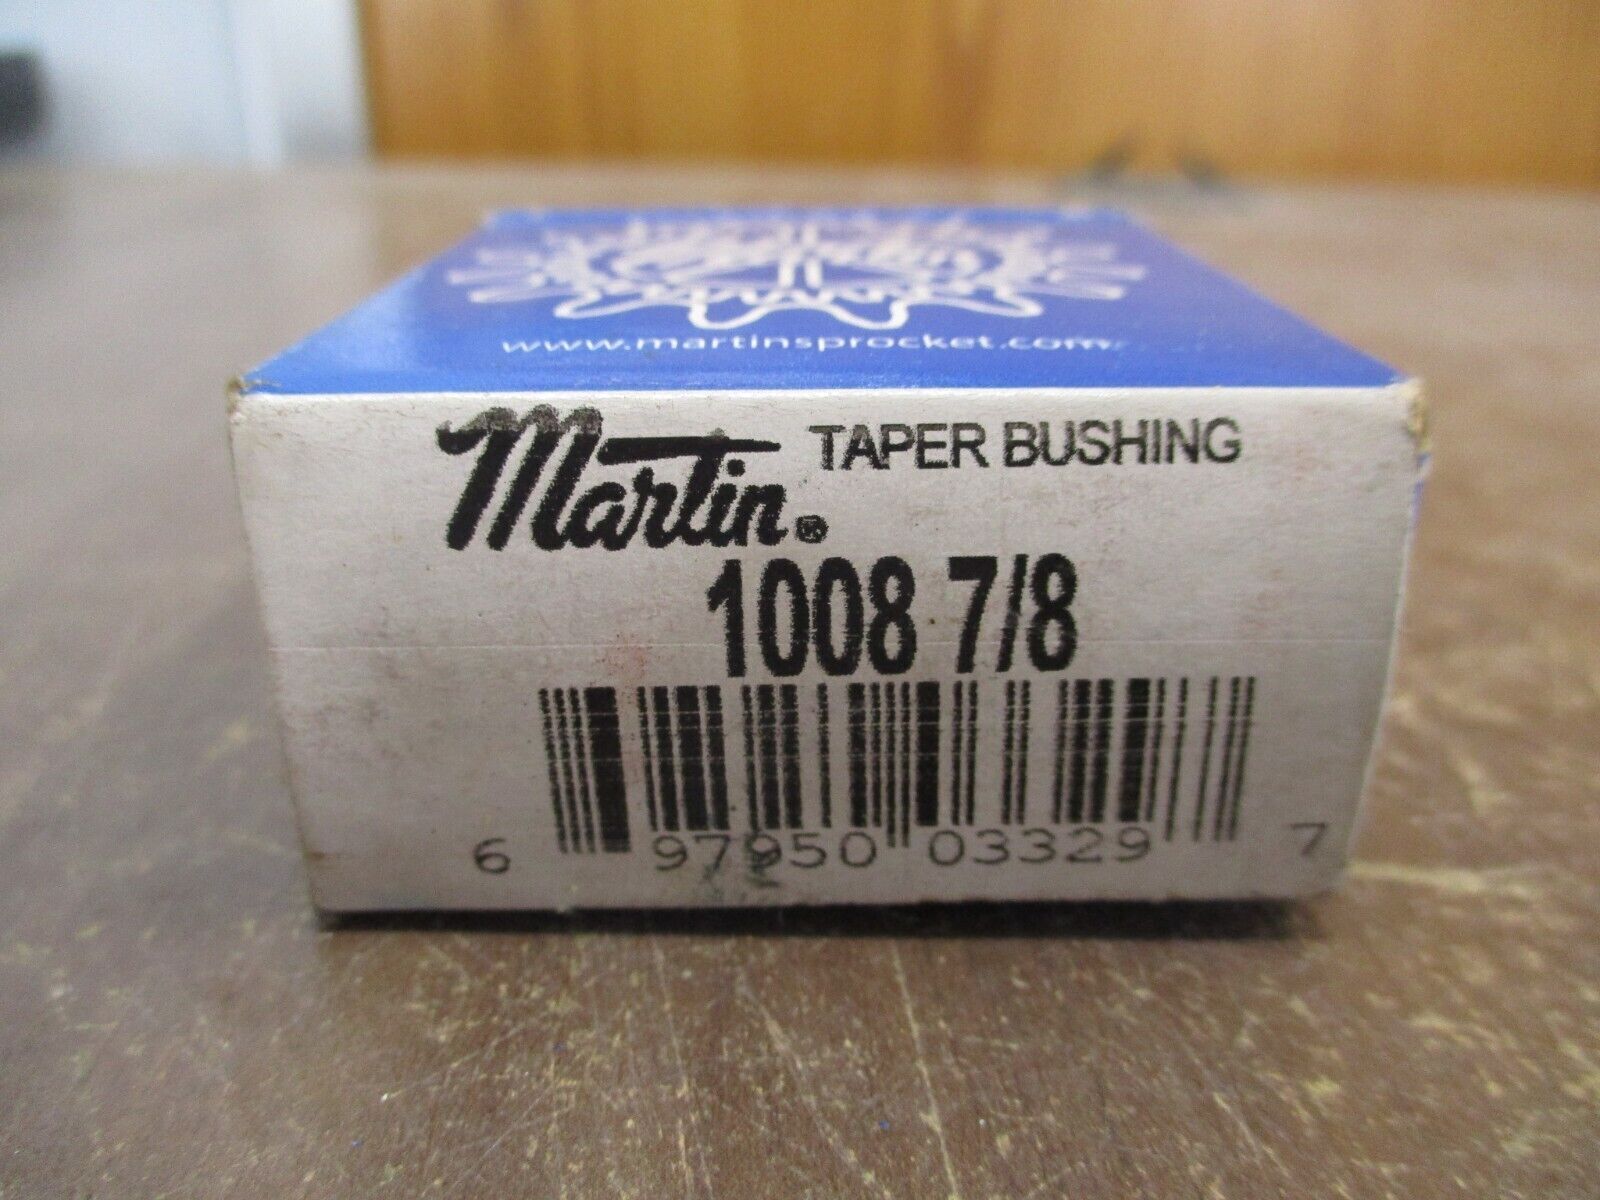 www.martinsprocket.com
Martin® TAPER BUSHING
1008 7/8
6 97950 03329 7